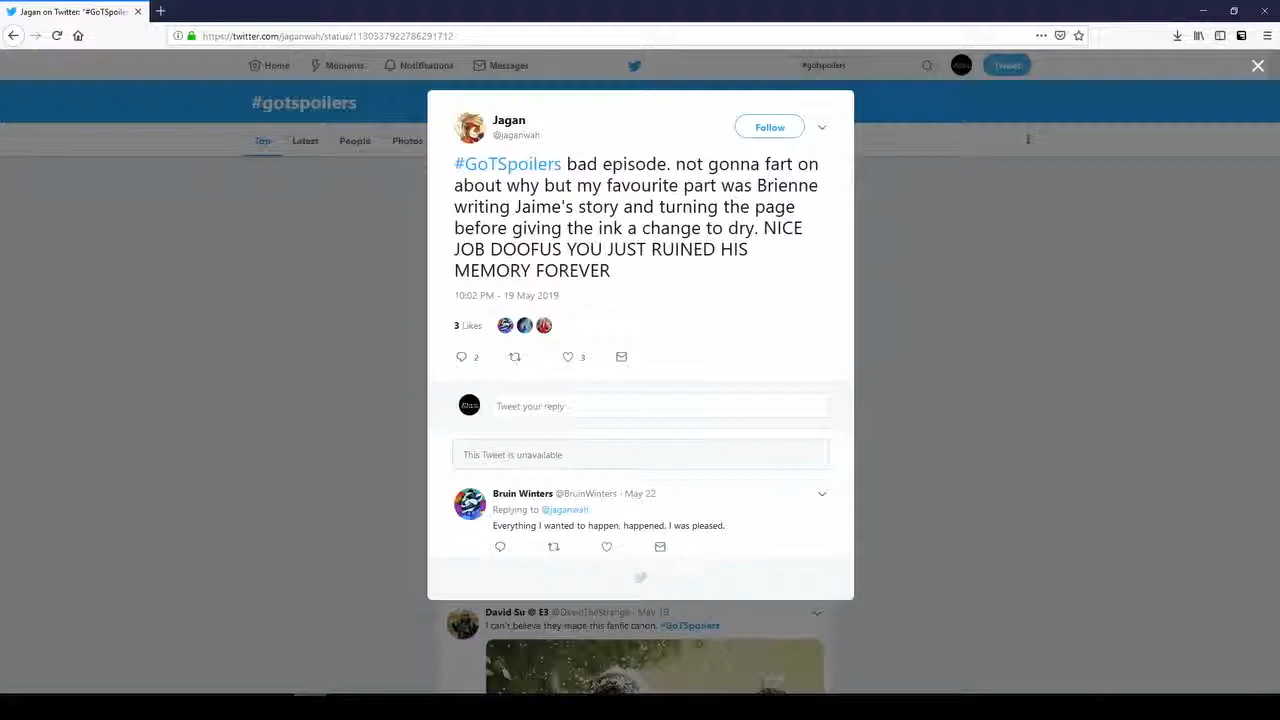 Jagan on Twitter: "#GoTSpoiler
https://twitter.com/jaganwah/status/1130337922786291712
Home
Moments
Notifications
Messages
#gotspoilers
Tweet
#gotspoilers
Top
Latest
People
Photos
Jagan
@jaganwah
Follow
#GoTSpoilers bad episode. not gonna fart on
about why but my favourite part was Brienne
writing Jaime's story and turning the page
before giving the ink a change to dry. NICE
JOB DOOFUS YOU JUST RUINED HIS
MEMORY FOREVER
10:02 PM - 19 May 2019
3 Likes
2
3
Tweet your reply
This Tweet is unavailable
Bruin Winters @BruinWinters · May 22
Replying to @jaganwah
Everything I wanted to happen, happened. I was pleased.
David Su @ E3 @DavidTheStrange · May 19
I can't believe they made this fanfic canon. #GoTSpoilers